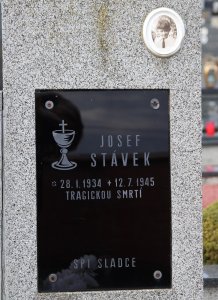 JOSEF
STÁVEK
* 28.1.1934 + 12.7.1945
TRAGICKOU SMRTÍ
SPI SLADCE